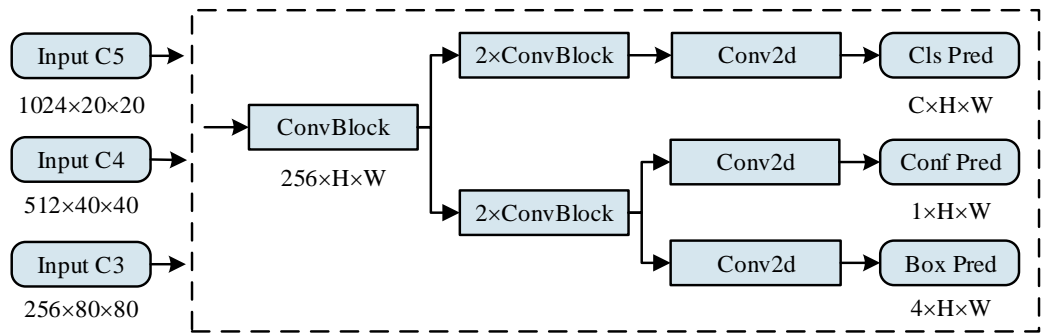 Input C5
1024×20×20
Input C4
512×40×40
Input C3
256×80×80
ConvBlock
256×H×W
2×ConvBlock
Conv2d
Cls Pred
C×H×W
2×ConvBlock
Conv2d
Conf Pred
1×H×W
Conv2d
Box Pred
4×H×W